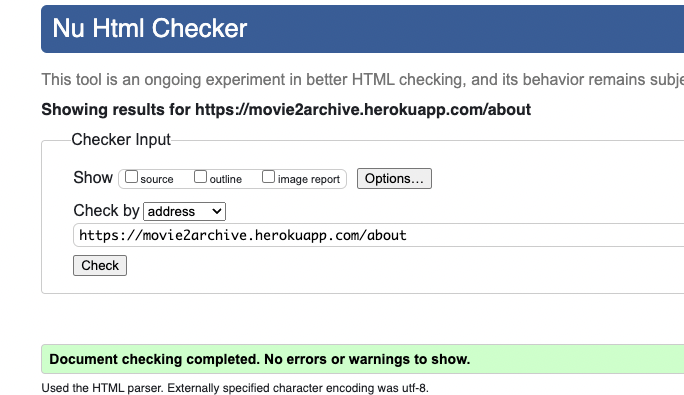 Nu Html Checker
This tool is an ongoing experiment in better HTML checking, and its behavior remains subje
Showing results for https://movie2archive.herokuapp.com/about
Checker Input
Show source outline image report Options...
Check by address
https://movie2archive.herokuapp.com/about
Check
Document checking completed. No errors or warnings to show.
Used the HTML parser. Externally specified character encoding was utf-8.